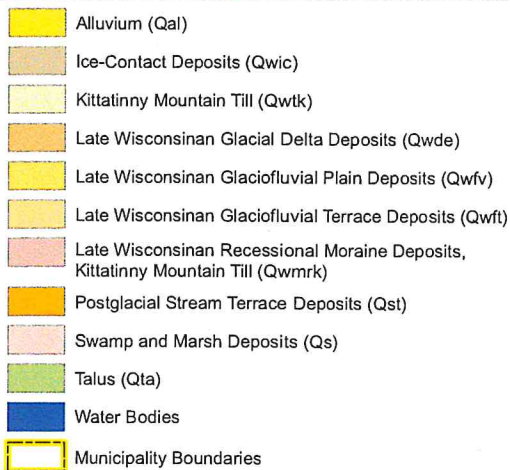 Alluvium (Qal)
Ice-Contact Deposits (Qwic)
Kittatinny Mountain Till (Qwtk)
Late Wisconsinan Glacial Delta Deposits (Qwde)
Late Wisconsinan Glaciofluvial Plain Deposits (Qwfv)
Late Wisconsinan Glaciofluvial Terrace Deposits (Qwft)
Late Wisconsinan Recessional Moraine Deposits,
Kittatinny Mountain Till (Qwmrk)
Postglacial Stream Terrace Deposits (Qst)
Swamp and Marsh Deposits (Qs)
Talus (Qta)
Water Bodies
Municipality Boundaries